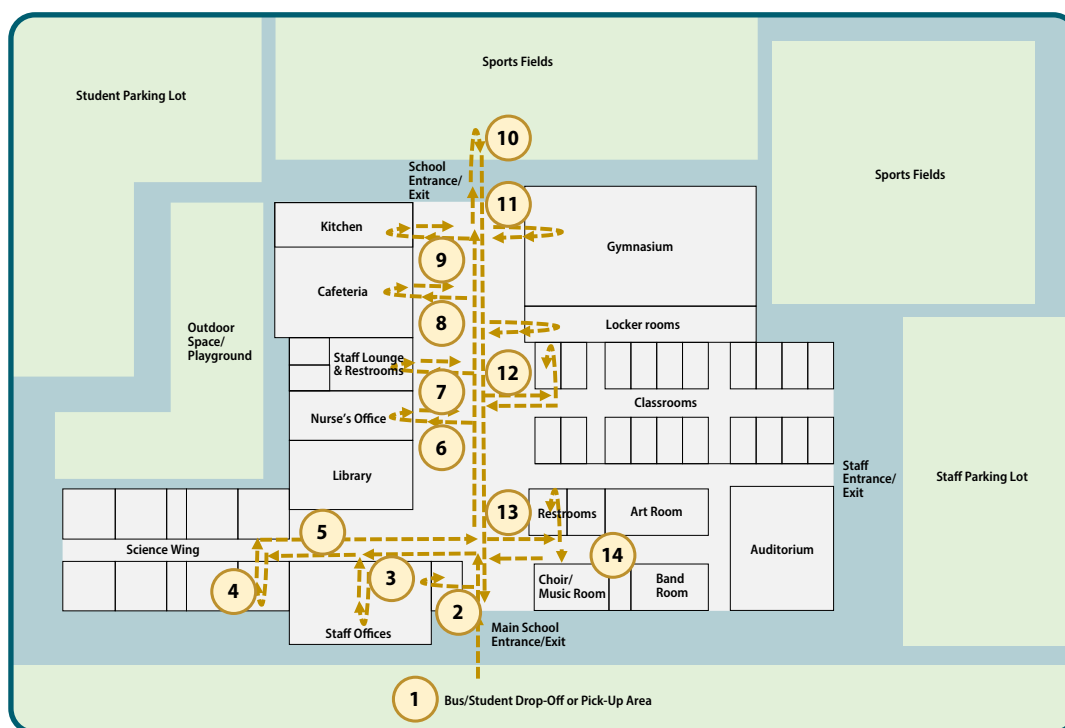 Sports Fields
Student Parking Lot
10
School
Entrance/
Exit
Sports Fields
11
Kitchen
Gymnasium
9
Cafeteria
8
Locker rooms
Outdoor
Space/
Playground
Staff Lounge
& Restrooms
12
7
Classrooms
Nurse's Office
6
Library
Staff
Entrance/
Exit
Staff Parking Lot
13
Restrooms
Art Room
5
Science Wing
14
Auditorium
3
4
Choir/
Music Room
Band
Room
2
Staff Offices
Main School
Entrance/Exit
1
Bus/Student Drop-Off or Pick-Up Area